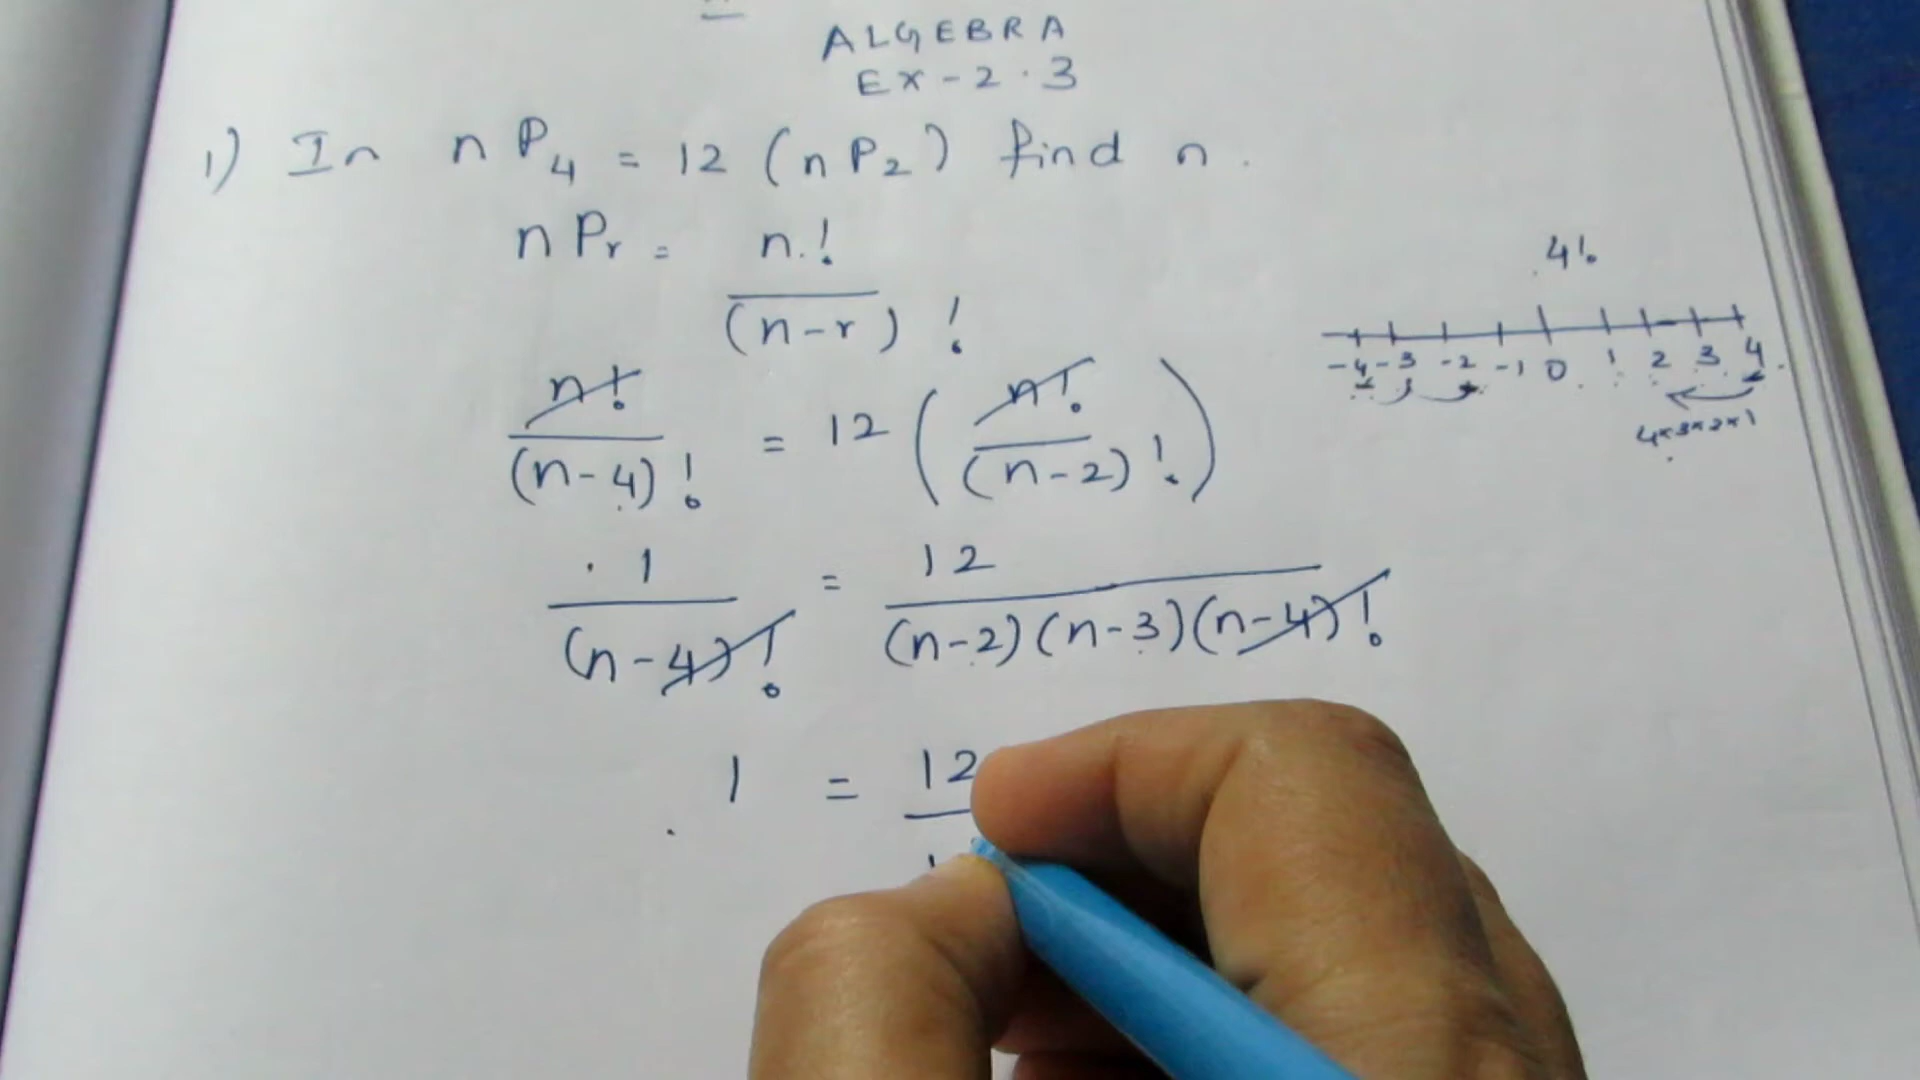 ALGEBRA
EX-2.3
1) In nP4 = 12 (nP2) find n.
nPr = n!
(n-r)!
4!
-4 -3 -2 -1 0 1 2 3 4
4×3×2×1
n! = 12 ( n! )
(n-4)! (n-2)!
1 = 12
(n-4)! (n-2)(n-3)(n-4)!
1 = 12